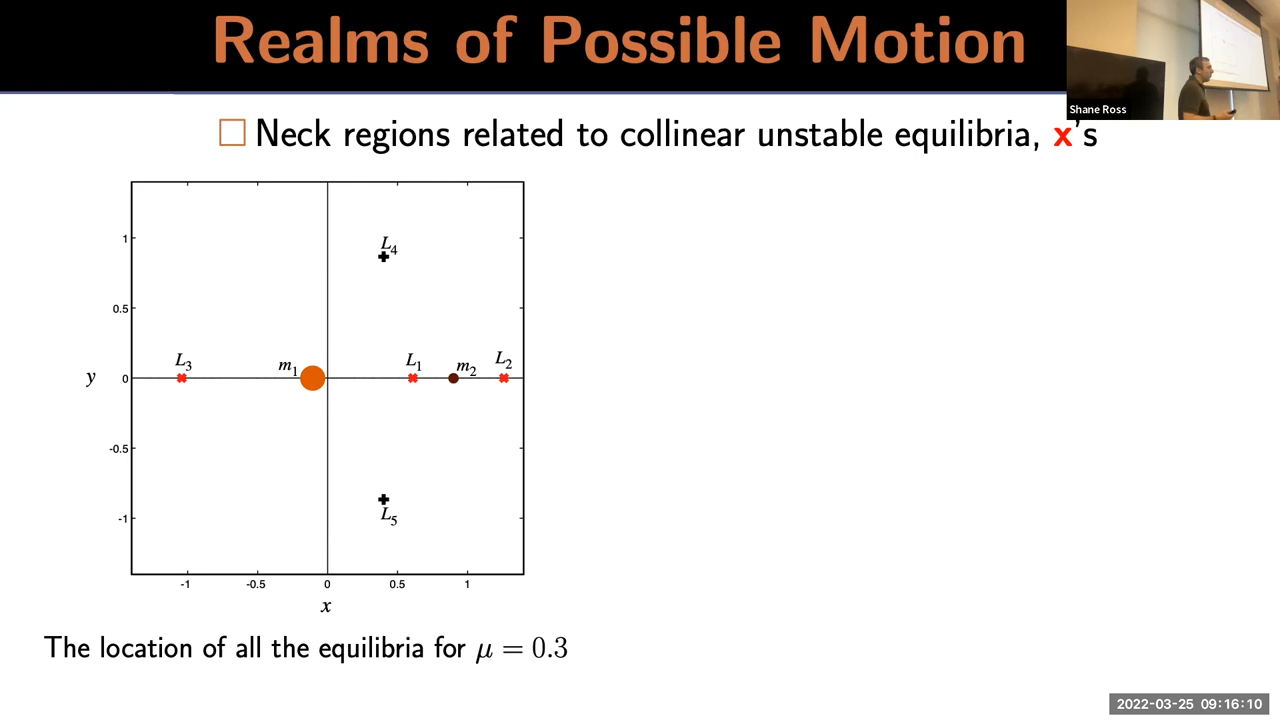 Realms of Possible Motion
Shane Ross
Neck regions related to collinear unstable equilibria, x's
L4
1
0.5
L3
m1
L1
m2
L2
y
0
-0.5
-1
L5
-1
-0.5
0
0.5
1
x
The location of all the equilibria for μ = 0.3
2022-03-25 09:16:10